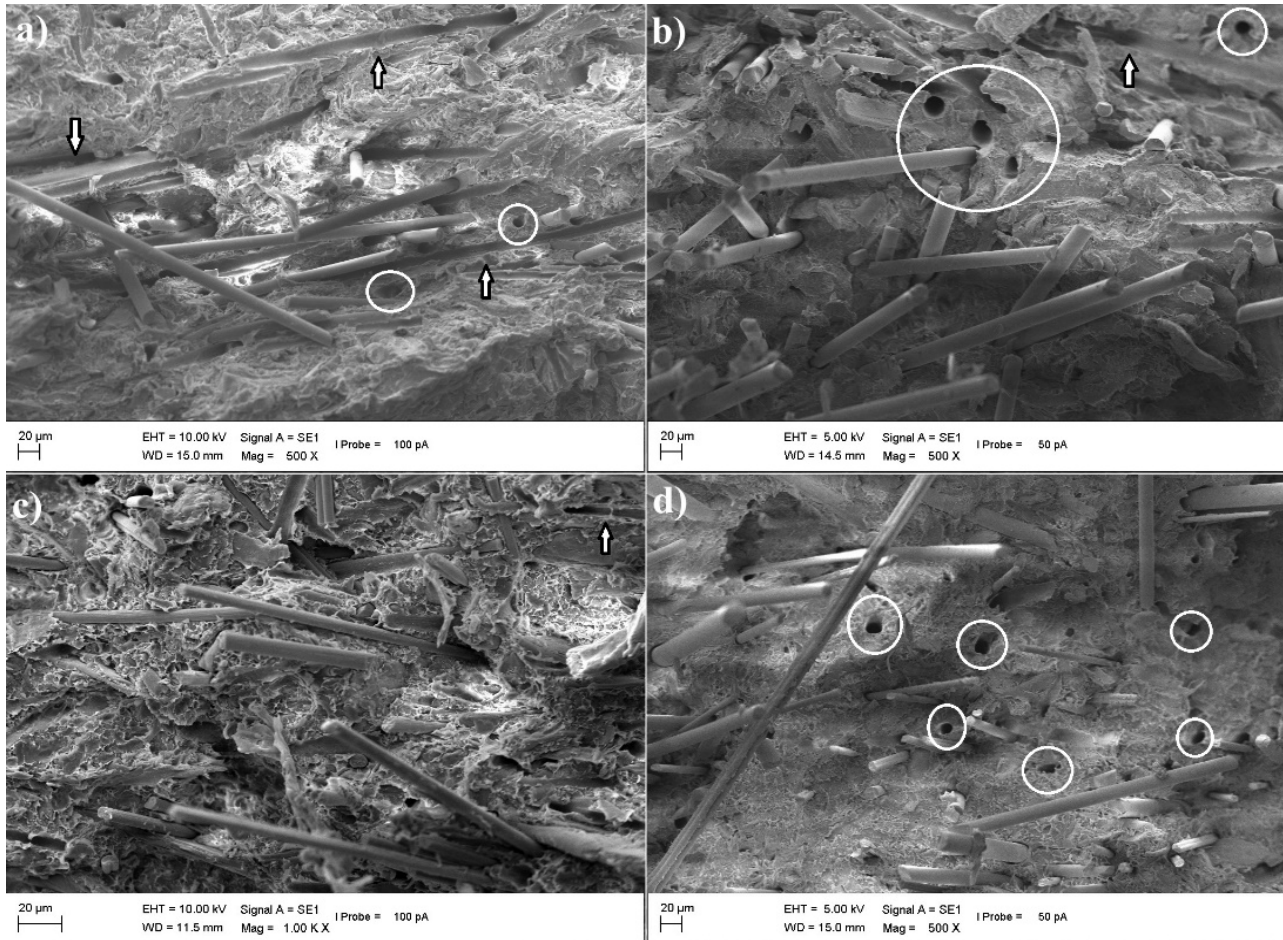 a)
20 µm
EHT = 10.00 kV Signal A = SE1 I Probe = 100 pA
WD = 15.0 mm Mag = 500 X
b)
20 µm
EHT = 5.00 kV Signal A = SE1 I Probe = 50 pA
WD = 14.5 mm Mag = 500 X
c)
20 µm
EHT = 10.00 kV Signal A = SE1 I Probe = 100 pA
WD = 11.5 mm Mag = 1.00 K X
d)
20 µm
EHT = 5.00 kV Signal A = SE1 I Probe = 50 pA
WD = 15.0 mm Mag = 500 X